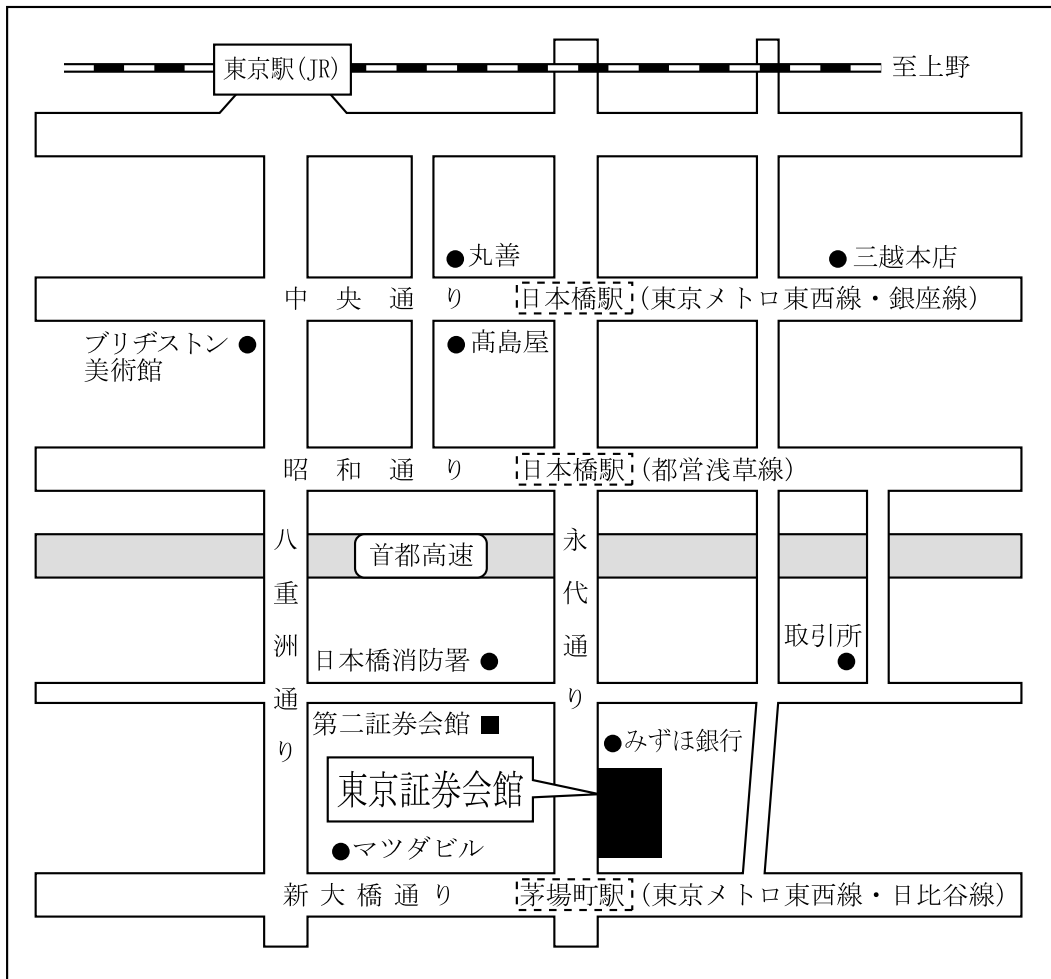 東京駅(JR)
至上野
丸善
三越本店
中央通り
日本橋駅 (東京メトロ東西線・銀座線)
ブリヂストン
美術館
髙島屋
昭和通り
日本橋駅 (都営浅草線)
八重洲通り
首都高速
永代通り
取引所
日本橋消防署
第二証券会館
みずほ銀行
東京証券会館
マツダビル
新大橋通り
茅場町駅 (東京メトロ東西線・日比谷線)